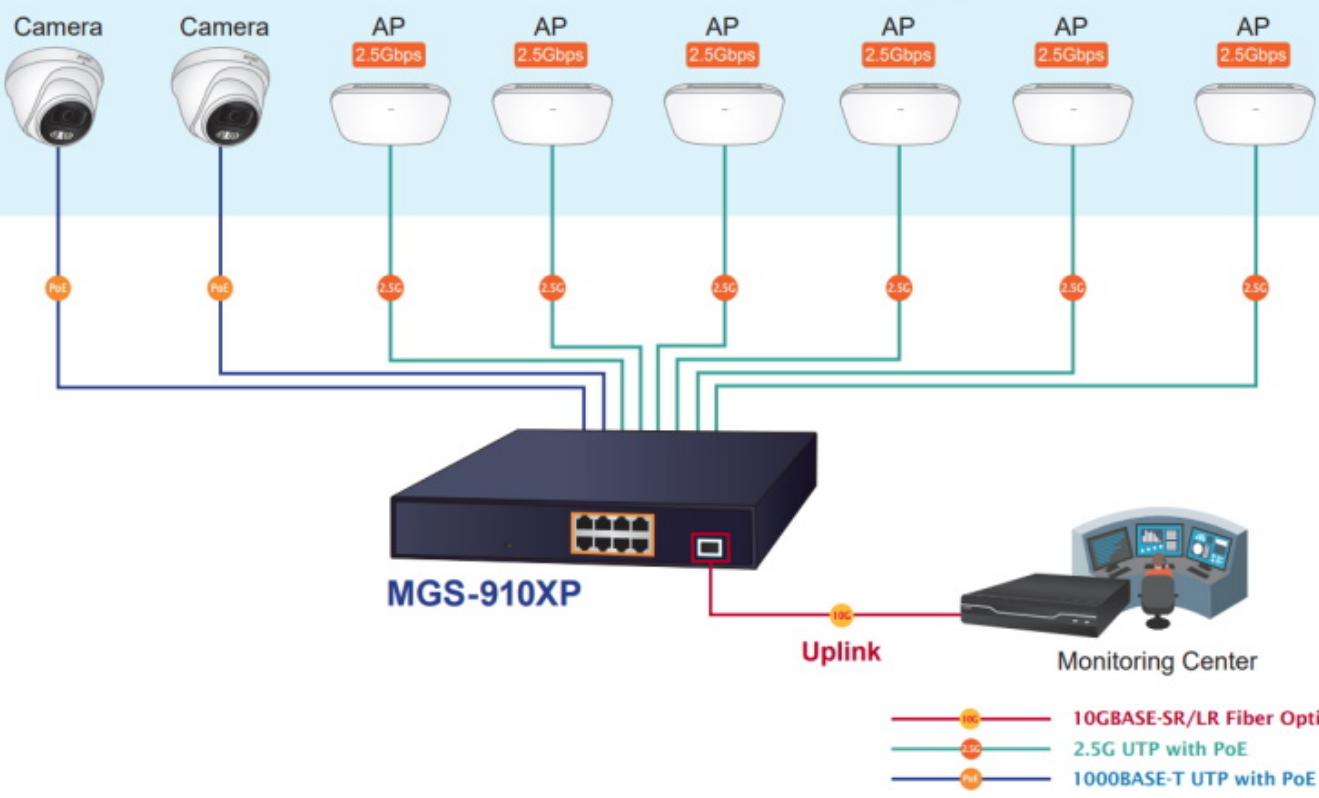 Camera Camera AP AP AP AP AP AP
2.5Gbps 2.5Gbps 2.5Gbps 2.5Gbps 2.5Gbps 2.5Gbps
PoE PoE 2.5G 2.5G 2.5G 2.5G 2.5G 2.5G
MGS-910XP
10G
Uplink
Monitoring Center
10G 10GBASE-SR/LR Fiber Opti
2.5G 2.5G UTP with PoE
PoE 1000BASE-T UTP with PoE